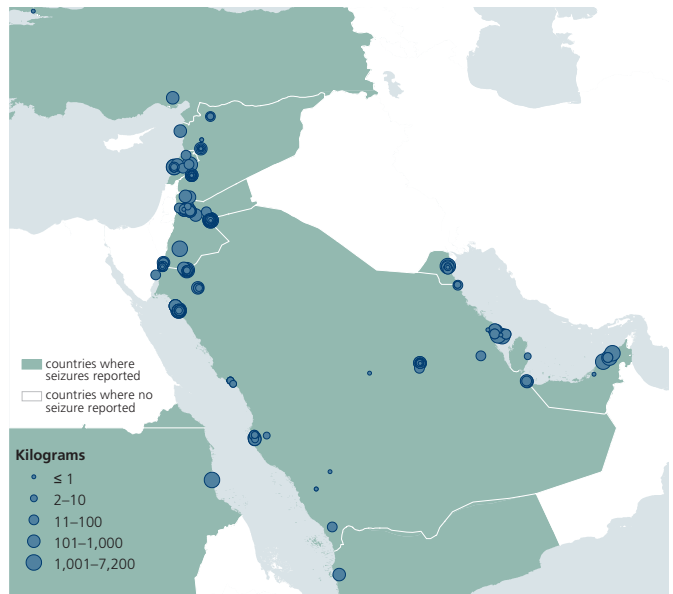 countries where
seizures reported
countries where no
seizure reported
Kilograms
≤ 1
2–10
11–100
101–1,000
1,001–7,200